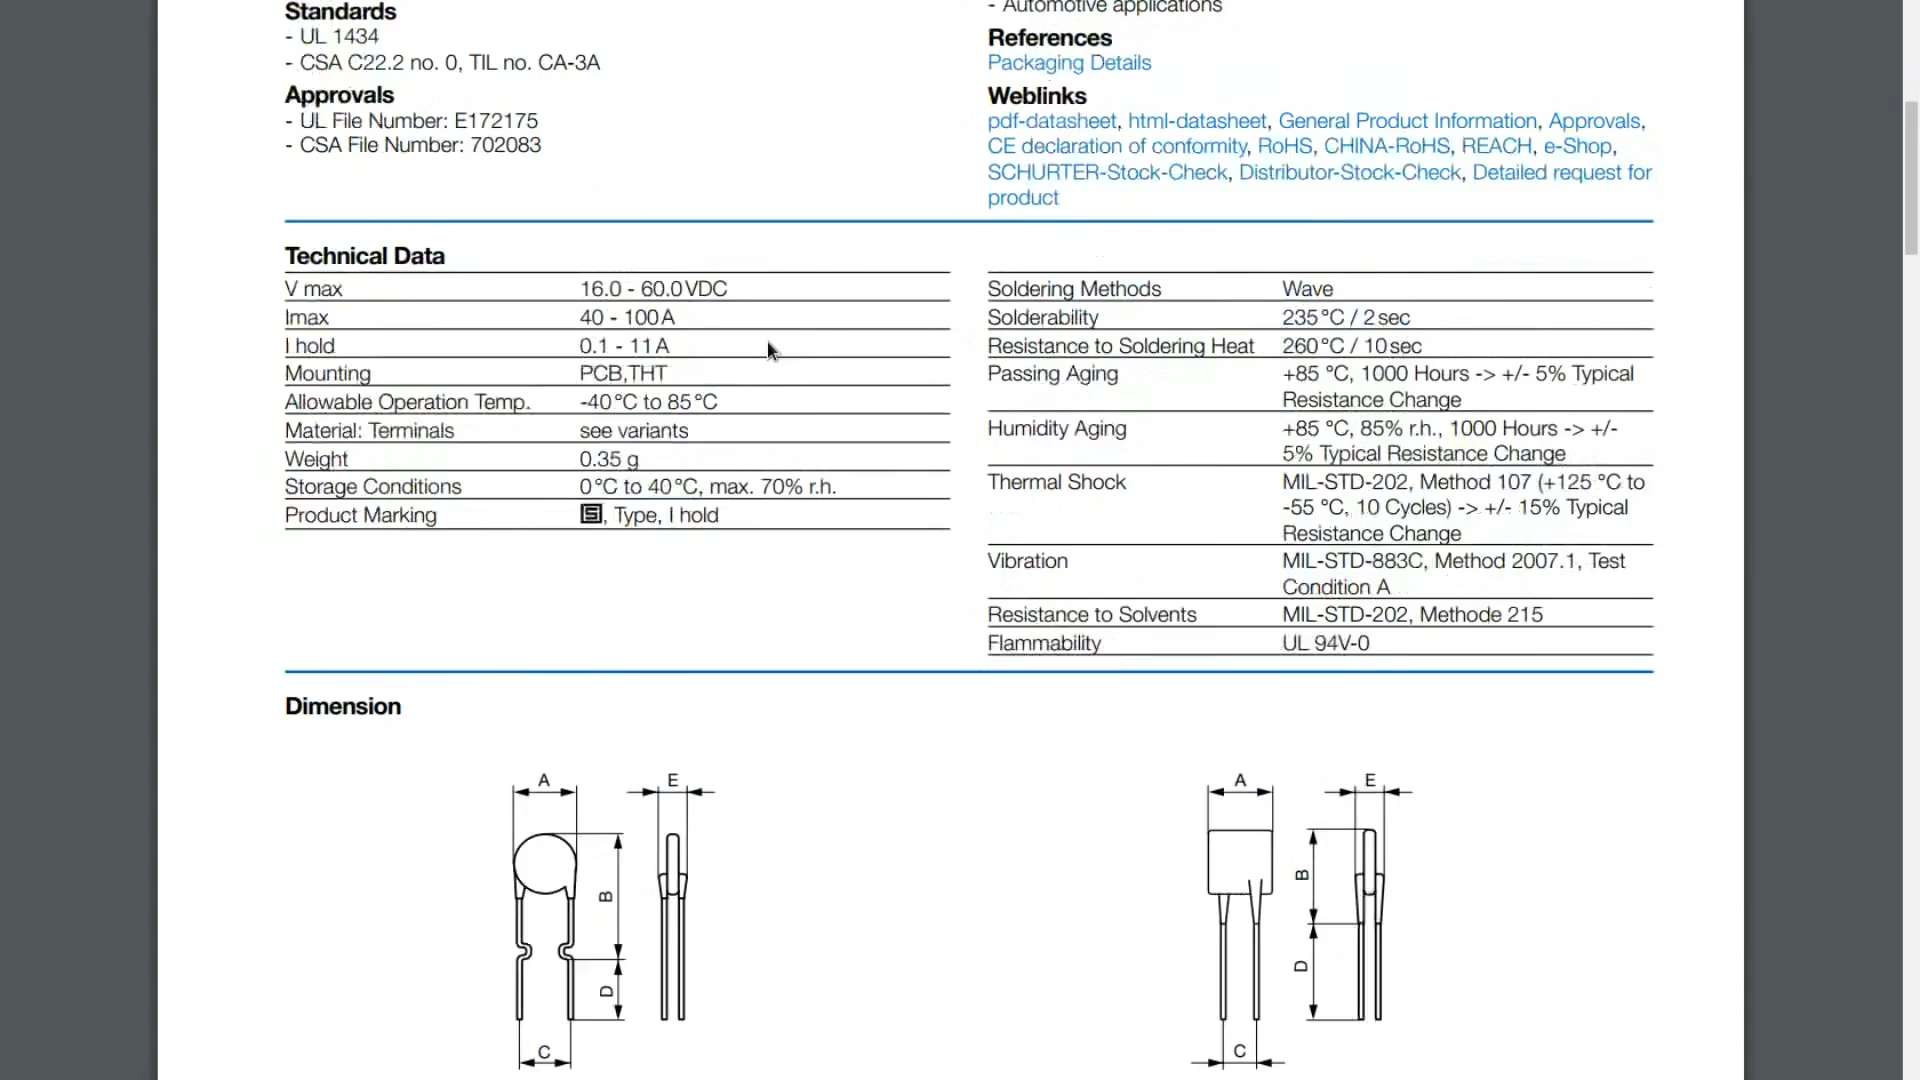 Standards
- UL 1434
- CSA C22.2 no. 0, TIL no. CA-3A
Approvals
- UL File Number: E172175
- CSA File Number: 702083
- Automotive applications
References
Packaging Details
Weblinks
pdf-datasheet, html-datasheet, General Product Information, Approvals,
CE declaration of conformity, RoHS, CHINA-RoHS, REACH, e-Shop,
SCHURTER-Stock-Check, Distributor-Stock-Check, Detailed request for
product
Technical Data
V max 16.0 - 60.0 VDC
Imax 40 - 100 A
I hold 0.1 - 11 A
Mounting PCB,THT
Allowable Operation Temp. -40 °C to 85 °C
Material: Terminals see variants
Weight 0.35 g
Storage Conditions 0 °C to 40 °C, max. 70% r.h.
Product Marking S, Type, I hold
Soldering Methods Wave
Solderability 235 °C / 2 sec
Resistance to Soldering Heat 260 °C / 10 sec
Passing Aging +85 °C, 1000 Hours -> +/- 5% Typical
Resistance Change
Humidity Aging +85 °C, 85% r.h., 1000 Hours -> +/-
5% Typical Resistance Change
Thermal Shock MIL-STD-202, Method 107 (+125 °C to
-55 °C, 10 Cycles) -> +/- 15% Typical
Resistance Change
Vibration MIL-STD-883C, Method 2007.1, Test
Condition A
Resistance to Solvents MIL-STD-202, Methode 215
Flammability UL 94V-0
Dimension
A E
B
D
C
A E
B
D
C